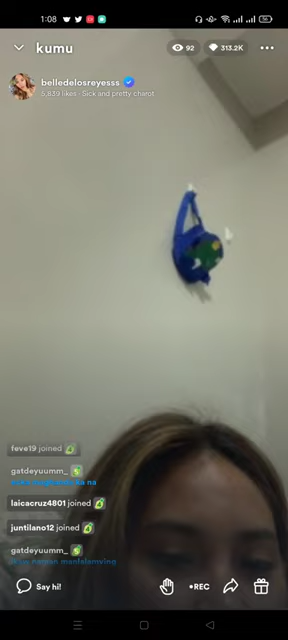 1:08
kumu
92
313.2K
belledelosreyesss
5,839 likes · Sick and pretty charot
feve19 joined
gatdeyuumm_
laicacruz4801 joined
juntilano12 joined
gatdeyuumm_
Say hi!
REC